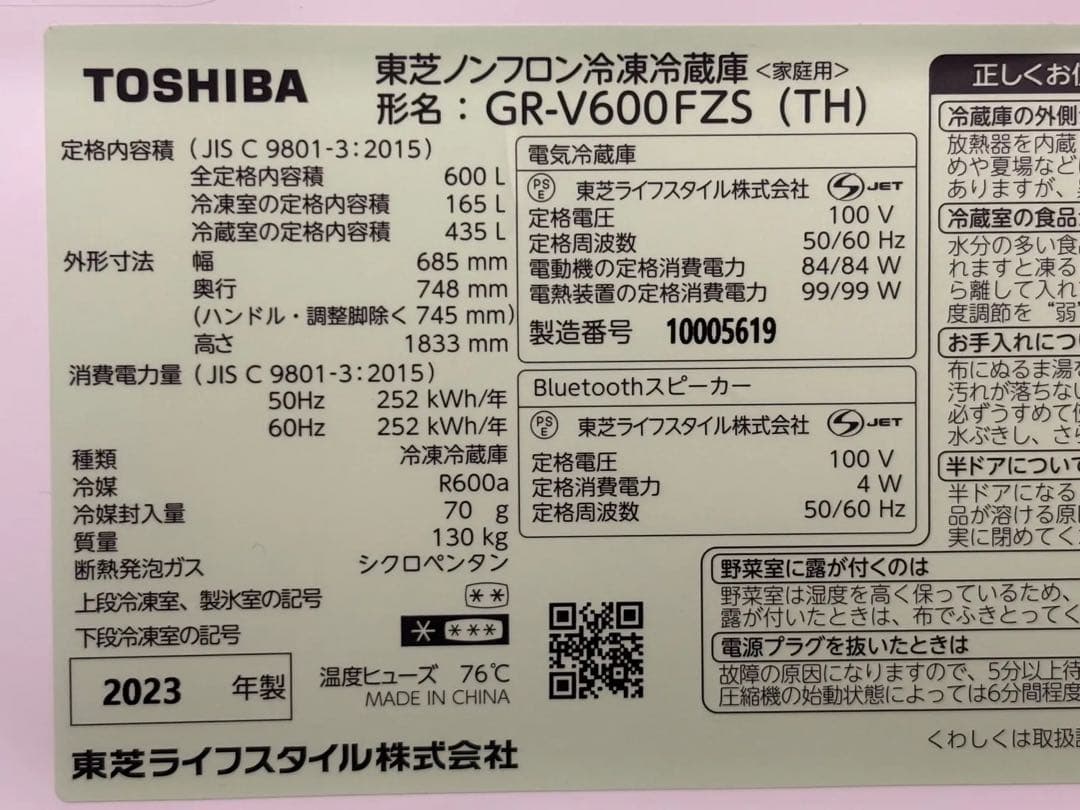 TOSHIBA
東芝ノンフロン冷凍冷蔵庫<家庭用>
形名：GR-V600FZS (TH)
定格内容積 (JIS C 9801-3:2015)
全定格内容積 600 L
冷凍室の定格内容積 165 L
冷蔵室の定格内容積 435 L
外形寸法 幅 685 mm
奥行 748 mm
(ハンドル・調整脚除く 745 mm)
高さ 1833 mm
消費電力量 (JIS C 9801-3:2015)
50Hz 252 kWh/年
60Hz 252 kWh/年
種類 冷凍冷蔵庫
冷媒 R600a
冷媒封入量 70 g
質量 130 kg
断熱発泡ガス シクロペンタン
上段冷凍室、製氷室の記号 **
下段冷凍室の記号 * ***
2023 年製
温度ヒューズ 76℃
MADE IN CHINA
東芝ライフスタイル株式会社
電気冷蔵庫
PSE 東芝ライフスタイル株式会社 S JET
定格電圧 100 V
定格周波数 50/60 Hz
電動機の定格消費電力 84/84 W
電熱装置の定格消費電力 99/99 W
製造番号 10005619
Bluetoothスピーカー
PSE 東芝ライフスタイル株式会社 S JET
定格電圧 100 V
定格消費電力 4 W
定格周波数 50/60 Hz
正しくお使
冷蔵庫の外側
放熱器を内蔵
めや夏場など
ありますが、
冷蔵室の食品
水分の多い食
れますと凍る
ら離して入れ
度調節を“弱
お手入れについ
布にぬるま湯を
汚れが落ちな
必ずうすめて使
水ぶきし、さら
半ドアについて
半ドアになる
品が溶ける原
実に閉めてく
野菜室に露が付くのは
野菜室は湿度を高く保っているため、
露が付いたときは、布でふきとってく
電源プラグを抜いたときは
故障の原因になりますので、5分以上待
圧縮機の始動状態によっては6分間程度
くわしくは取扱説